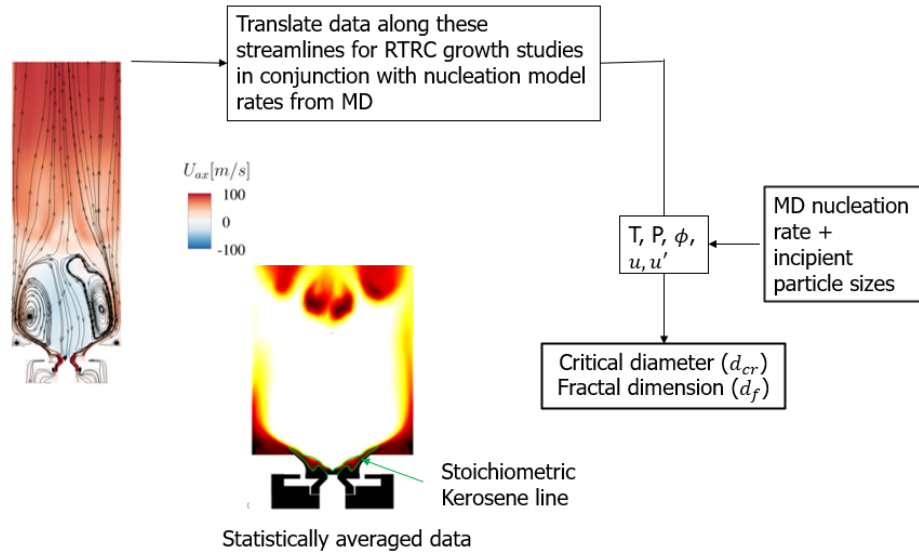 Translate data along these
streamlines for RTRC growth studies
in conjunction with nucleation model
rates from MD
U_ax[m/s]
100
0
-100
T, P, ϕ,
u, u′
MD nucleation
rate +
incipient
particle sizes
Critical diameter (d_cr)
Fractal dimension (d_f)
Stoichiometric
Kerosene line
Statistically averaged data